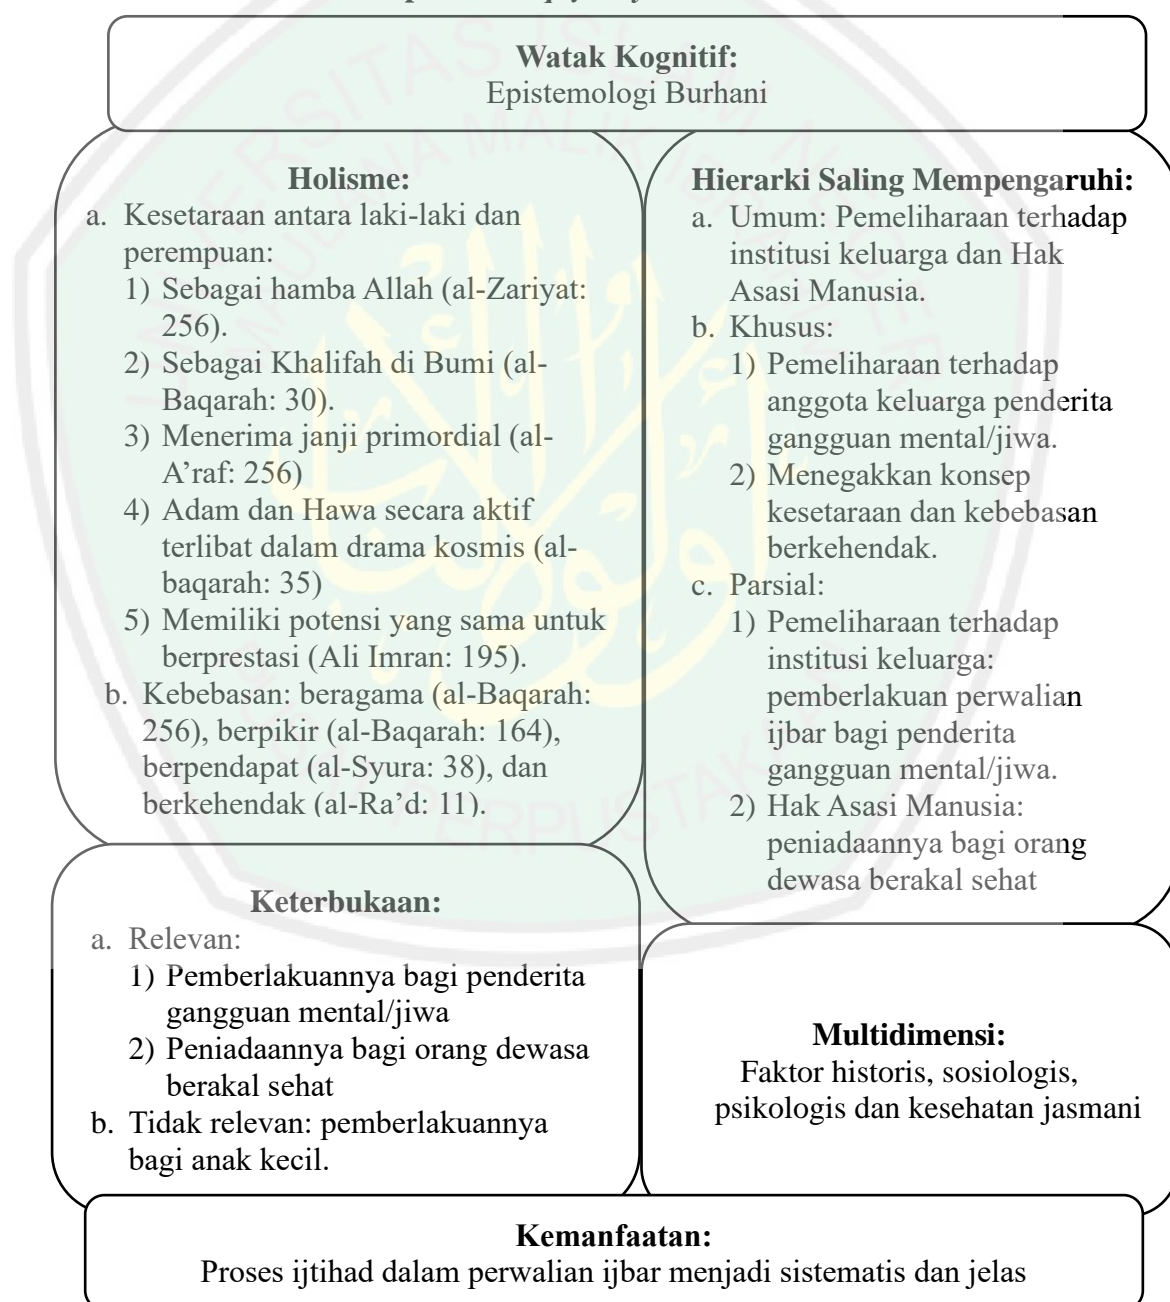 Watak Kognitif:
Epistemologi Burhani
Holisme:
a. Kesetaraan antara laki-laki dan
perempuan:
1) Sebagai hamba Allah (al-Zariyat:
256).
2) Sebagai Khalifah di Bumi (al-
Baqarah: 30).
3) Menerima janji primordial (al-
A’raf: 256)
4) Adam dan Hawa secara aktif
terlibat dalam drama kosmis (al-
baqarah: 35)
5) Memiliki potensi yang sama untuk
berprestasi (Ali Imran: 195).
b. Kebebasan: beragama (al-Baqarah:
256), berpikir (al-Baqarah: 164),
berpendapat (al-Syura: 38), dan
berkehendak (al-Ra’d: 11).
Hierarki Saling Mempengaruhi:
a. Umum: Pemeliharaan terhadap
institusi keluarga dan Hak
Asasi Manusia.
b. Khusus:
1) Pemeliharaan terhadap
anggota keluarga penderita
gangguan mental/jiwa.
2) Menegakkan konsep
kesetaraan dan kebebasan
berkehendak.
c. Parsial:
1) Pemeliharaan terhadap
institusi keluarga:
pemberlakuan perwalian
ijbar bagi penderita
gangguan mental/jiwa.
2) Hak Asasi Manusia:
peniadaannya bagi orang
dewasa berakal sehat
Keterbukaan:
a. Relevan:
1) Pemberlakuannya bagi penderita
gangguan mental/jiwa
2) Peniadaannya bagi orang dewasa
berakal sehat
b. Tidak relevan: pemberlakuannya
bagi anak kecil.
Multidimensi:
Faktor historis, sosiologis,
psikologis dan kesehatan jasmani
Kemanfaatan:
Proses ijtihad dalam perwalian ijbar menjadi sistematis dan jelas